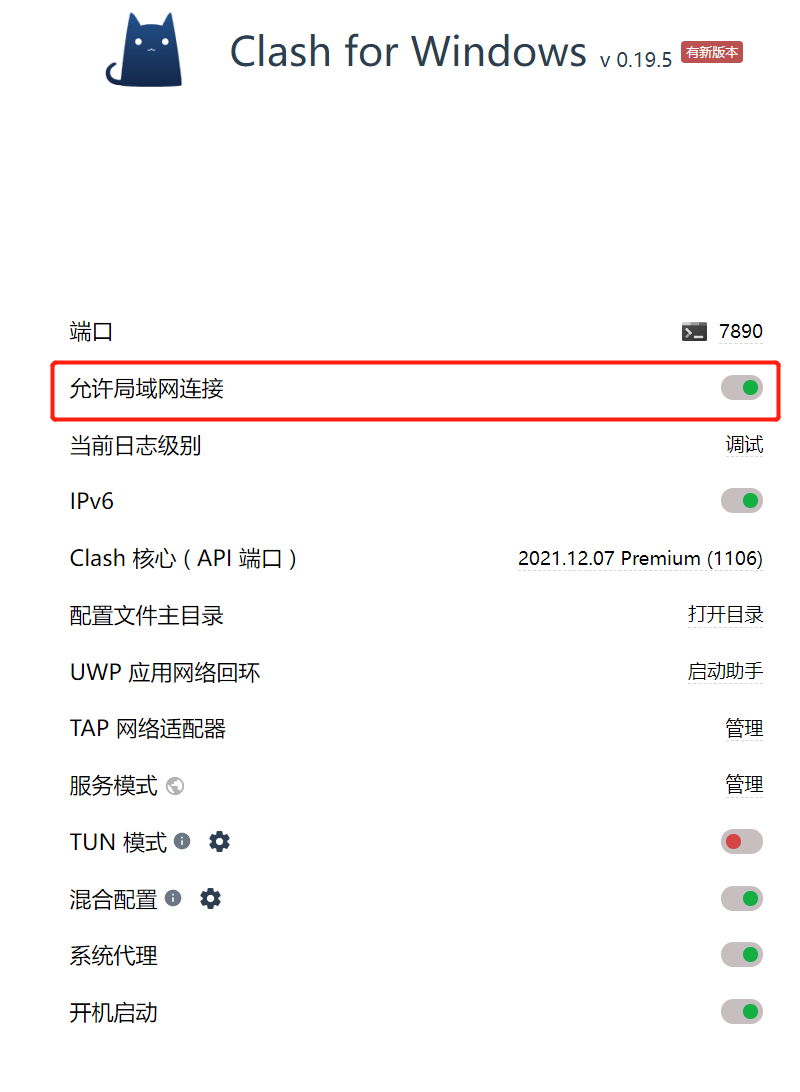 Clash for Windows v 0.19.5 有新版本
端口 7890
允许局域网连接
当前日志级别 调试
IPv6
Clash 核心 ( API 端口 ) 2021.12.07 Premium (1106)
配置文件主目录 打开目录
UWP 应用网络回环 启动助手
TAP 网络适配器 管理
服务模式 管理
TUN 模式
混合配置
系统代理
开机启动